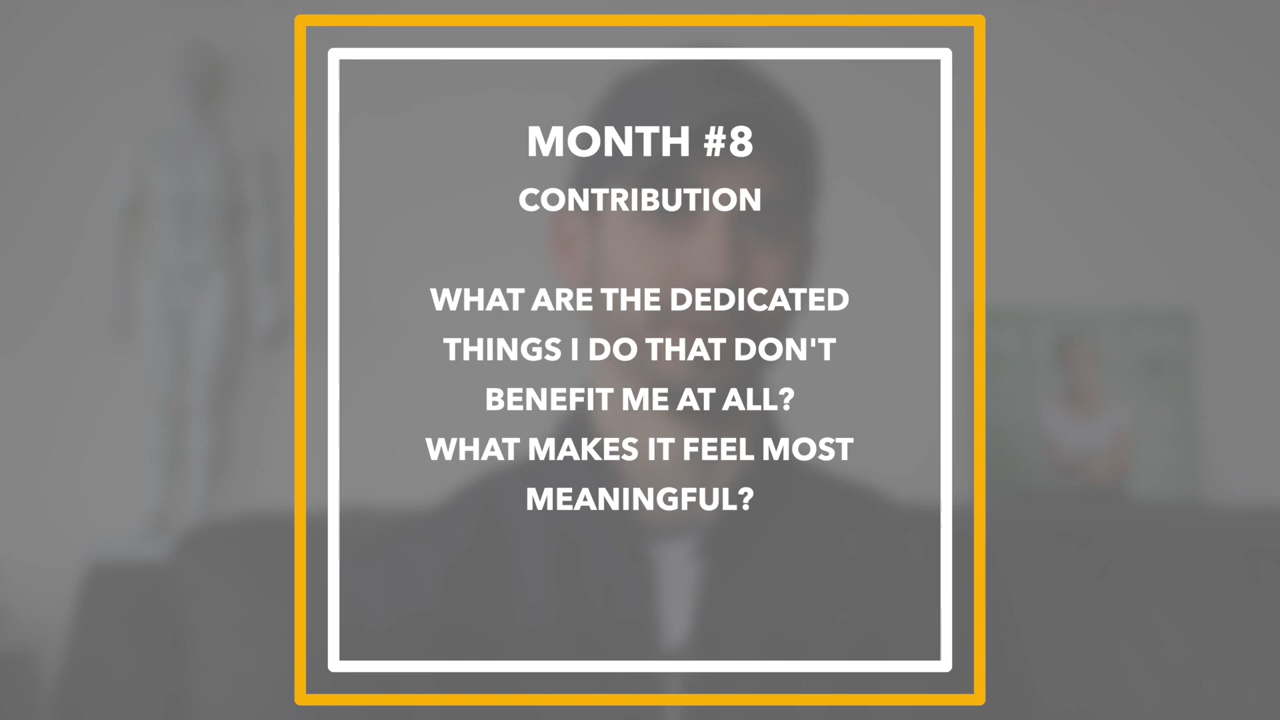 MONTH #8
CONTRIBUTION
WHAT ARE THE DEDICATED
THINGS I DO THAT DON'T
BENEFIT ME AT ALL?
WHAT MAKES IT FEEL MOST
MEANINGFUL?